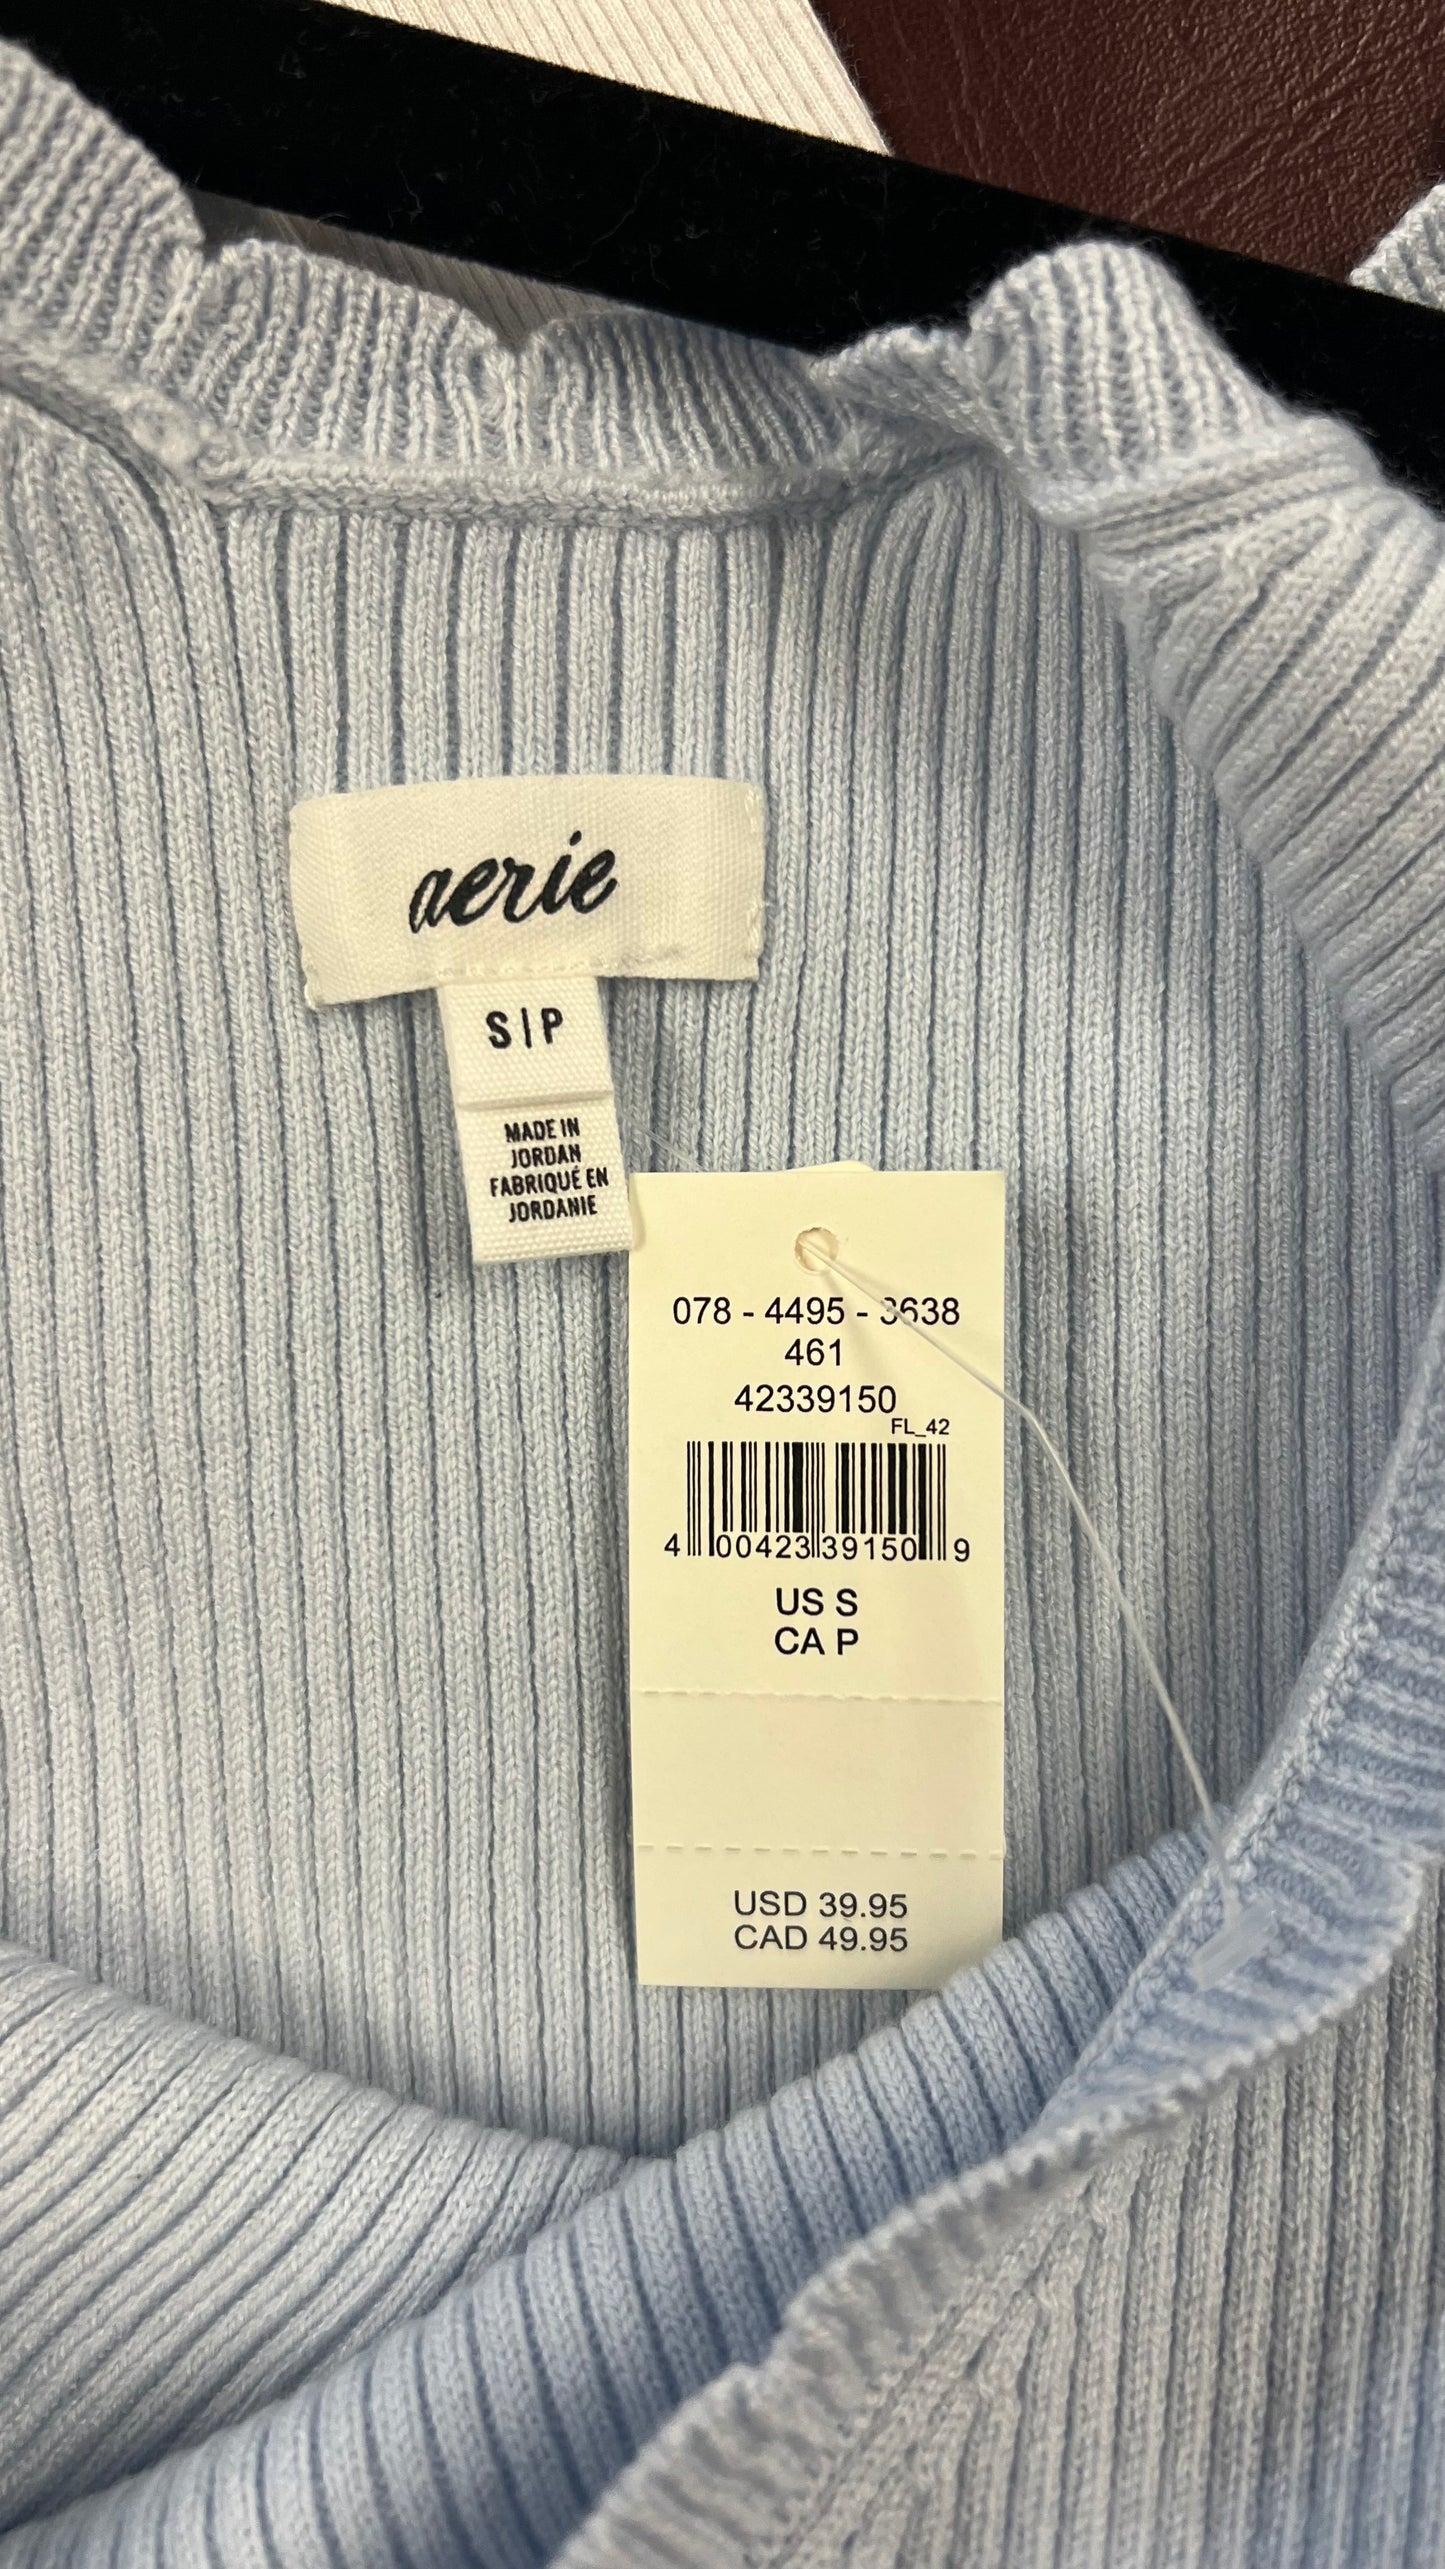 aerie
S|P
MADE IN
JORDAN
FABRIQUÉ EN
JORDANIE
078 - 4495 - 3638
461
42339150
FL_42
4 00423 39150 9
US S
CA P
USD 39.95
CAD 49.95